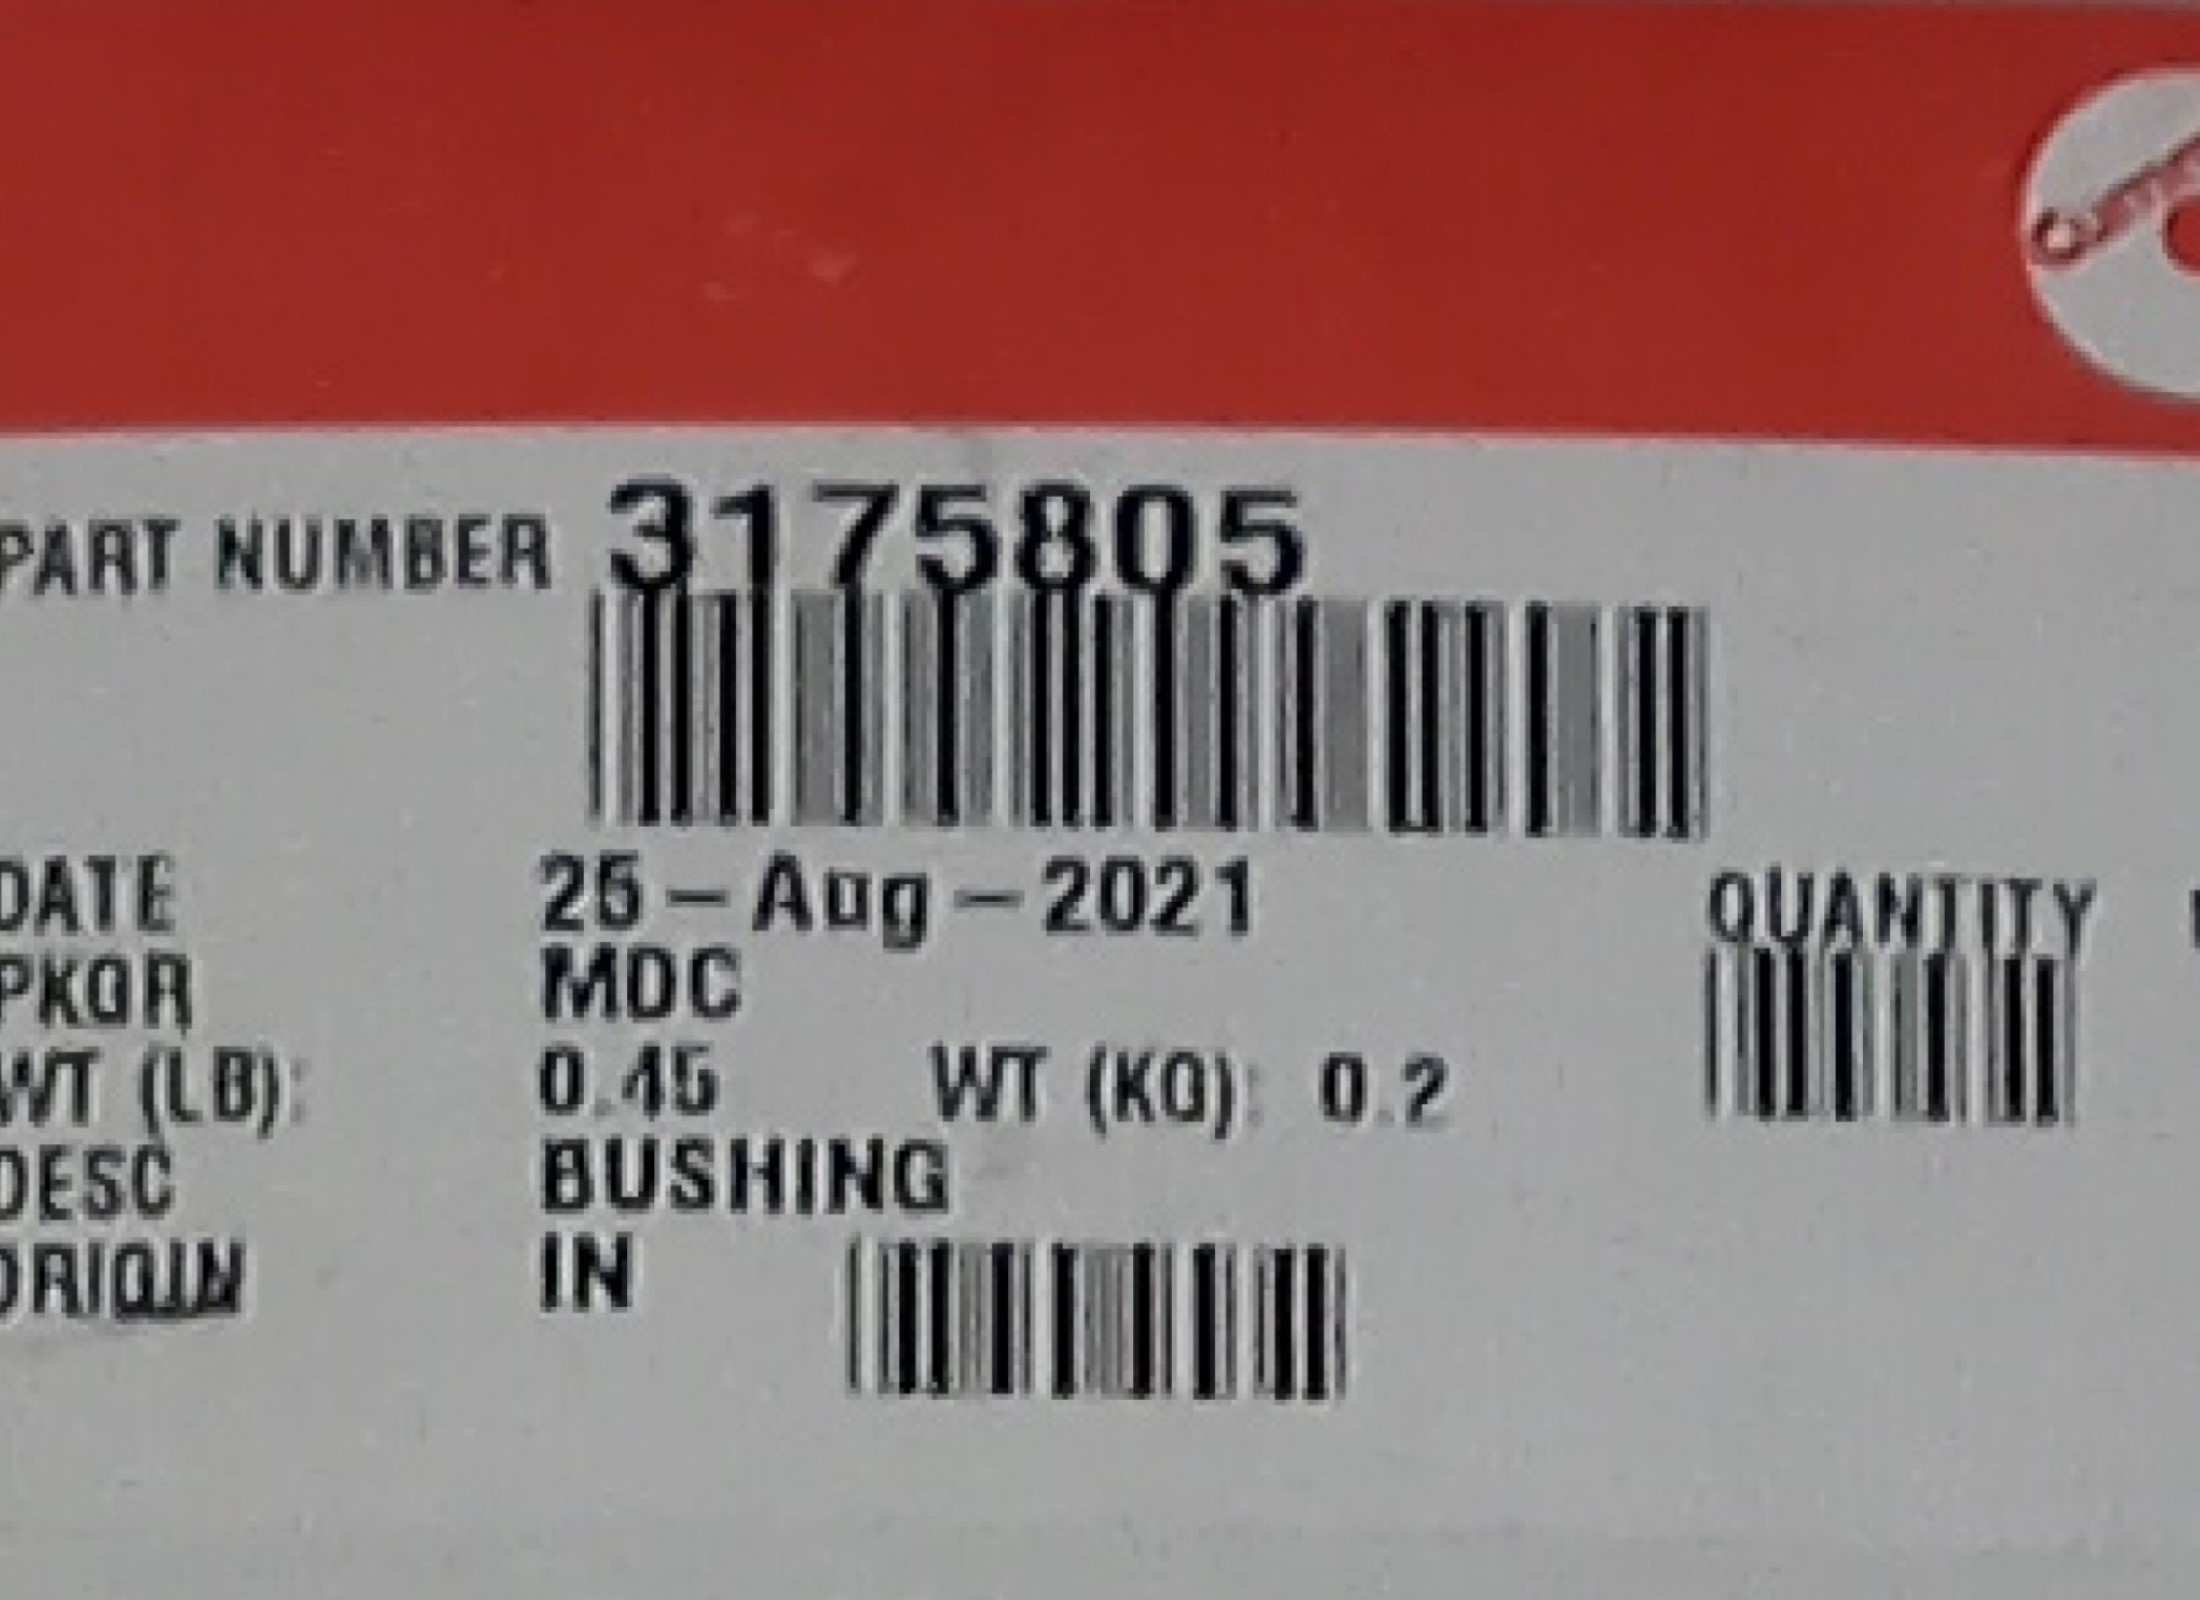 PART NUMBER 3175805
DATE 25-Aug-2021 QUANTITY
PKGR MDC
WT (LB): 0.45 WT (KG): 0.2
DESC BUSHING
ORIGIN IN